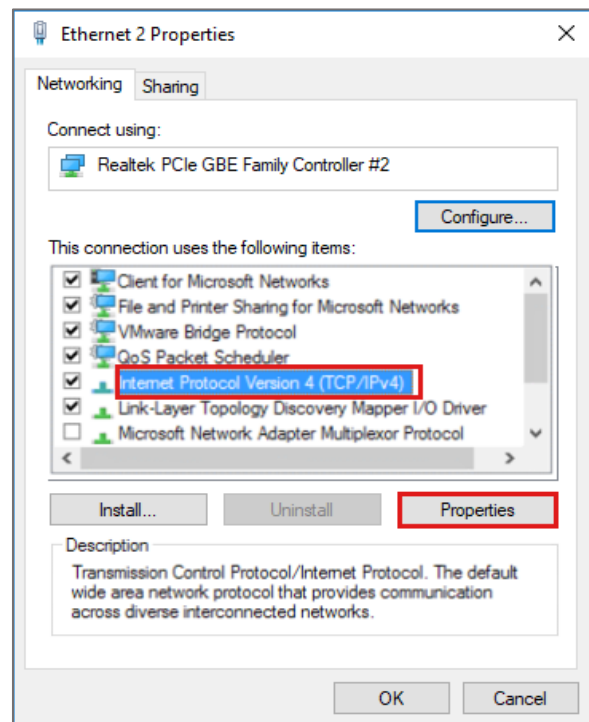 Ethernet 2 Properties
Networking
Sharing
Connect using:
Realtek PCIe GBE Family Controller #2
Configure...
This connection uses the following items:
Client for Microsoft Networks
File and Printer Sharing for Microsoft Networks
VMware Bridge Protocol
QoS Packet Scheduler
Internet Protocol Version 4 (TCP/IPv4)
Link-Layer Topology Discovery Mapper I/O Driver
Microsoft Network Adapter Multiplexor Protocol
Install...
Uninstall
Properties
Description
Transmission Control Protocol/Internet Protocol. The default
wide area network protocol that provides communication
across diverse interconnected networks.
OK
Cancel